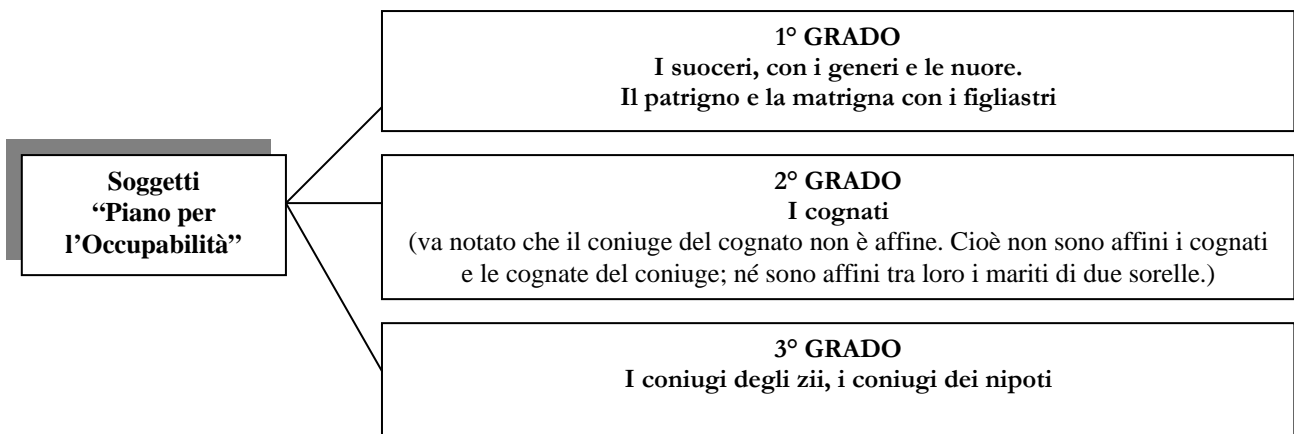 1° GRADO
I suoceri, con i generi e le nuore.
Il patrigno e la matrigna con i figliastri
Soggetti
“Piano per
l’Occupabilità”
2° GRADO
I cognati
(va notato che il coniuge del cognato non è affine. Cioè non sono affini i cognati
e le cognate del coniuge; né sono affini tra loro i mariti di due sorelle.)
3° GRADO
I coniugi degli zii, i coniugi dei nipoti